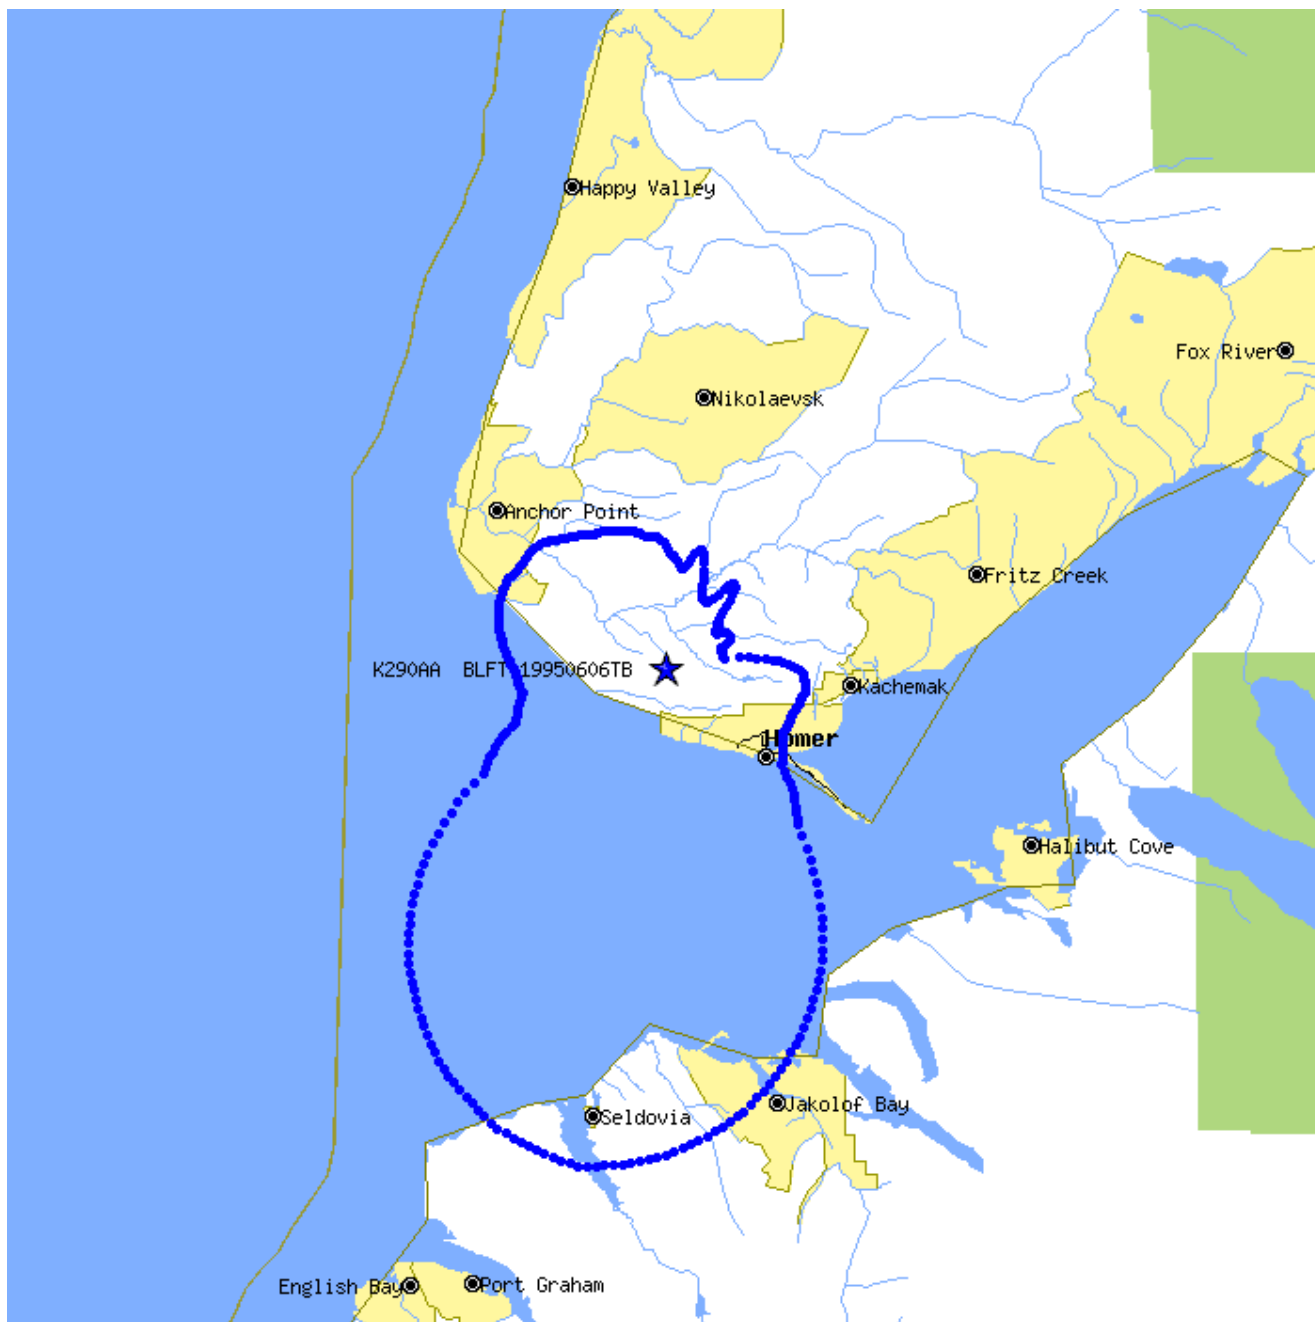 Happy Valley
Fox River
Nikolaevsk
Anchor Point
Fritz Creek
K290AA BLFT 19950606TB
Kachemak
Homer
Halibut Cove
Jakolof Bay
Seldovia
English Bay
Port Graham